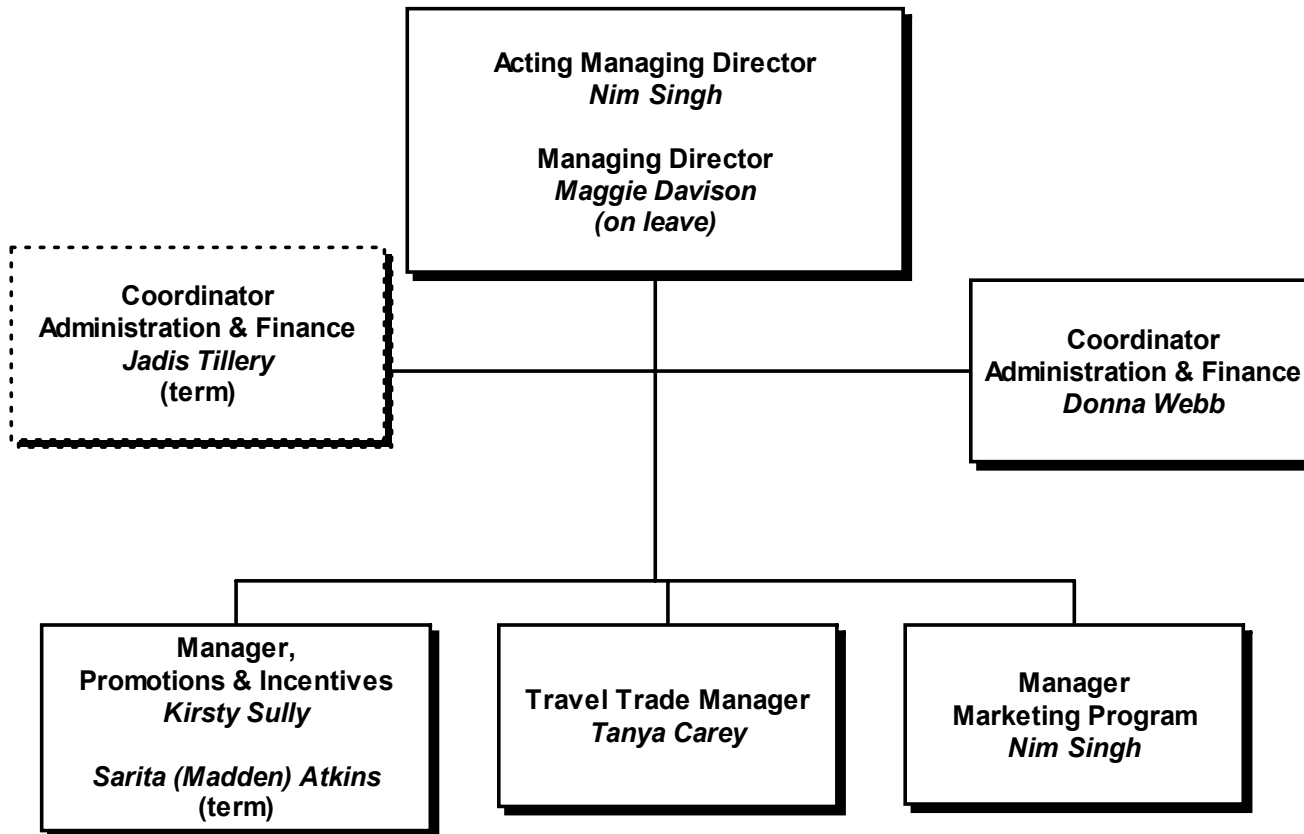 Acting Managing Director
Nim Singh
Managing Director
Maggie Davison
(on leave)
Coordinator
Administration & Finance
Jadis Tillery
(term)
Coordinator
Administration & Finance
Donna Webb
Manager,
Promotions & Incentives
Kirsty Sully
Sarita (Madden) Atkins
(term)
Travel Trade Manager
Tanya Carey
Manager
Marketing Program
Nim Singh